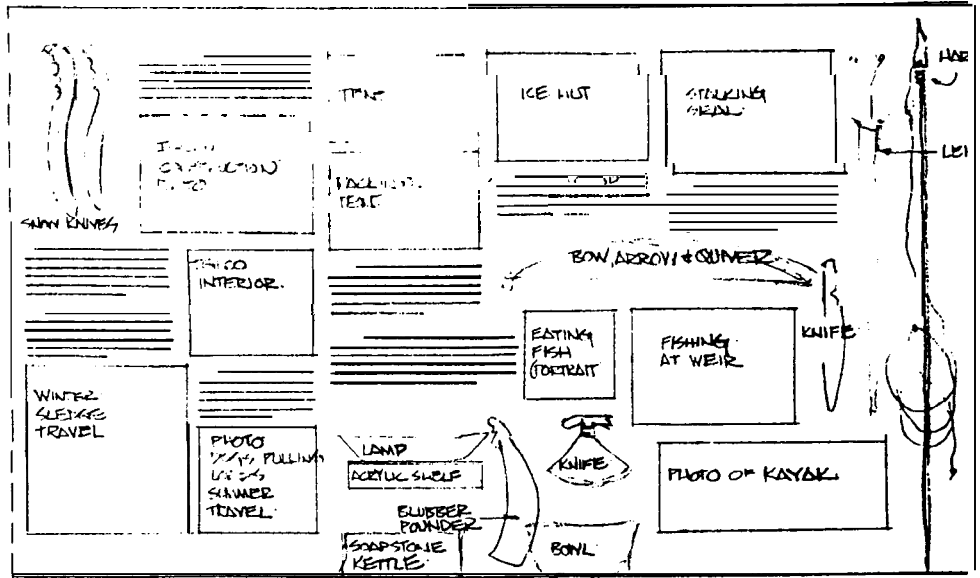 HAR
TENT
ICE HUT
STALKING
SEAL
LEI
TENT
SNOW KNIVES
BOW, ARROW & QUIVER
INTERIOR
KNIFE
EATING
FISH
PORTRAIT
FISHING
AT WEIR
WINTER
SLEDGE
TRAVEL
PHOTO
PULLING
SUMMER
TRAVEL
LAMP
ACRYLIC SHELF
KNIFE
PHOTO OF KAYAK
BLUBBER
POUNDER
SOAPSTONE
KETTLE
BOWL